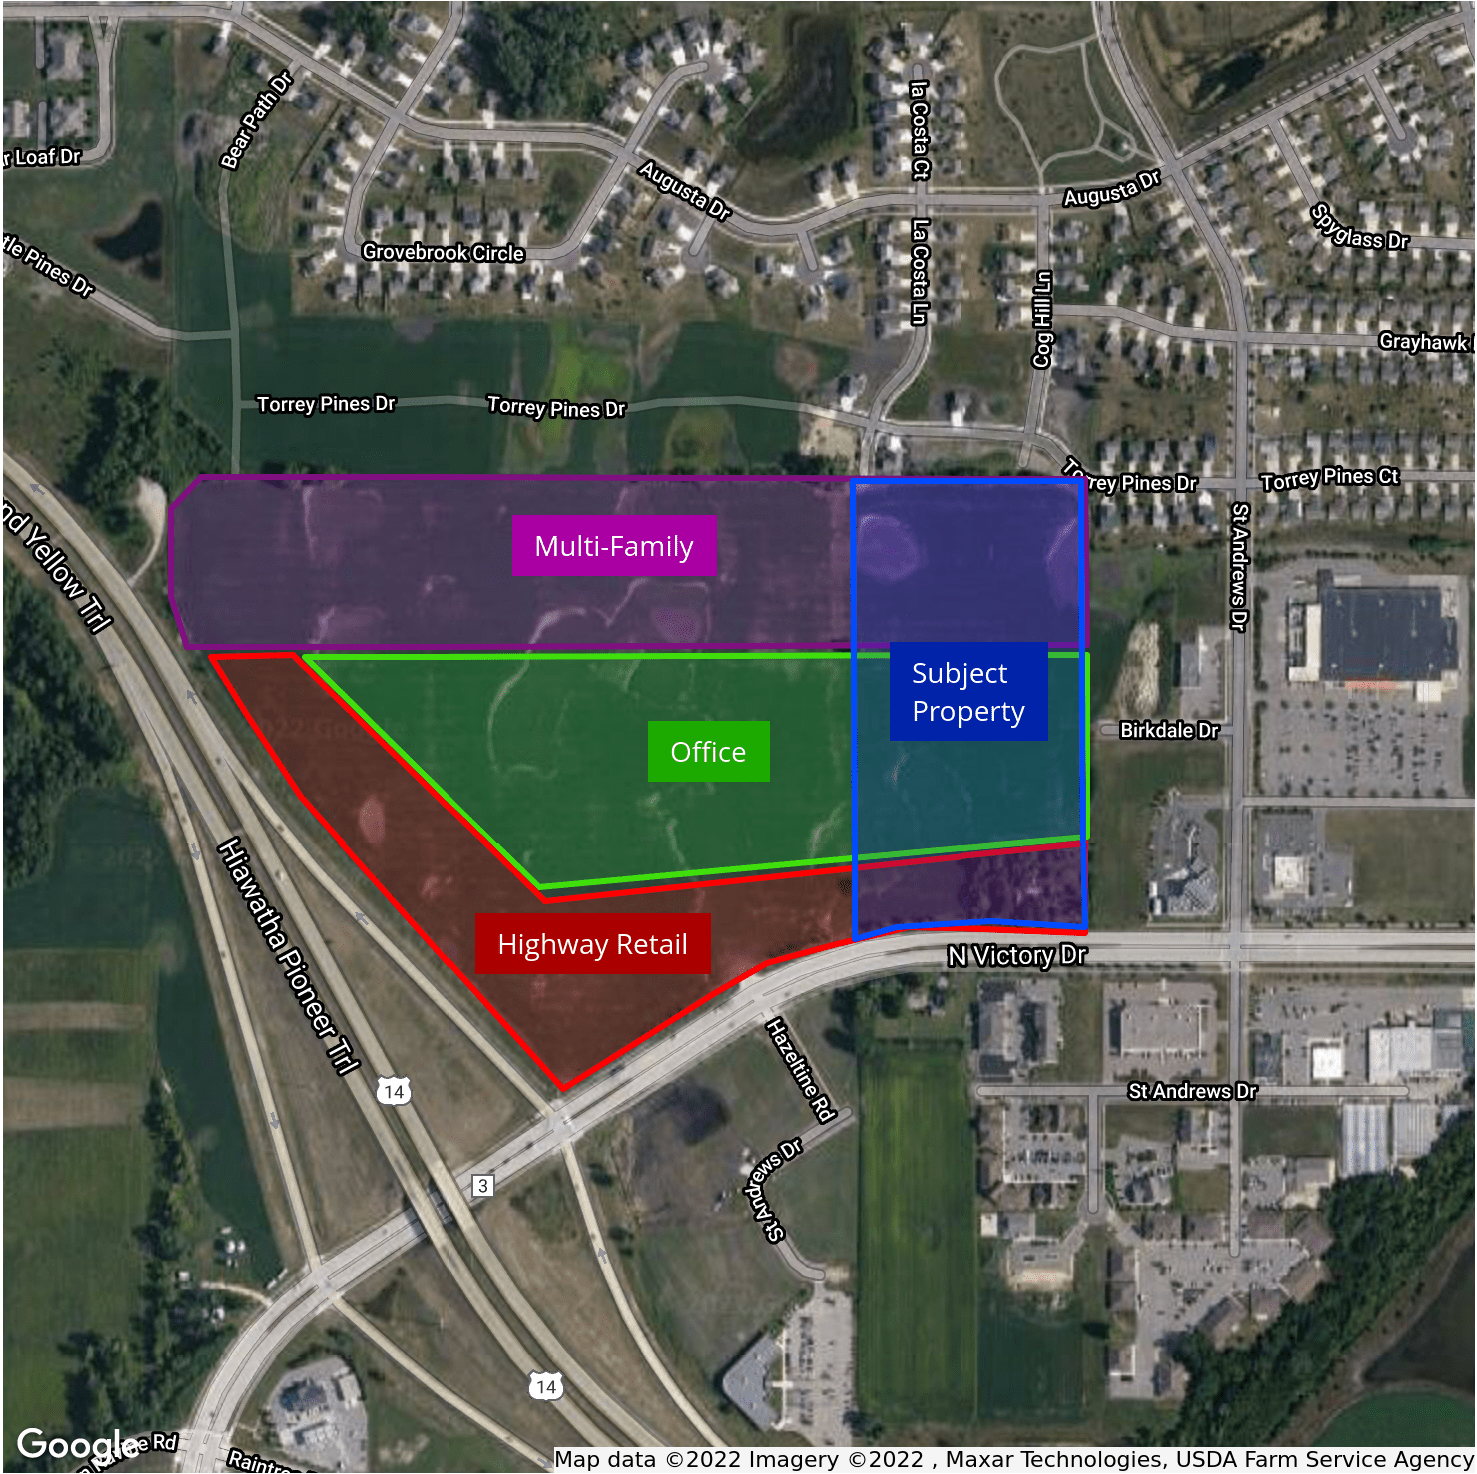 Bear Path Dr
r Loaf Dr
la Costa Ct
Augusta Dr
Augusta Dr
Spyglass Dr
Grovebrook Circle
La Costa Ln
tle Pines Dr
Cog Hill Ln
Grayhawk
Torrey Pines Dr
Torrey Pines Dr
Torrey Pines Dr
Torrey Pines Ct
nd Yellow Trl
St Andrews Dr
Multi-Family
Subject
Property
Office
Birkdale Dr
Highway Retail
N Victory Dr
Hiawatha Pioneer Trl
Hazeltine Rd
14
St Andrews Dr
St Andrews Dr
3
14
Google
e Rd
Raintre
Map data ©2022 Imagery ©2022 , Maxar Technologies, USDA Farm Service Agency